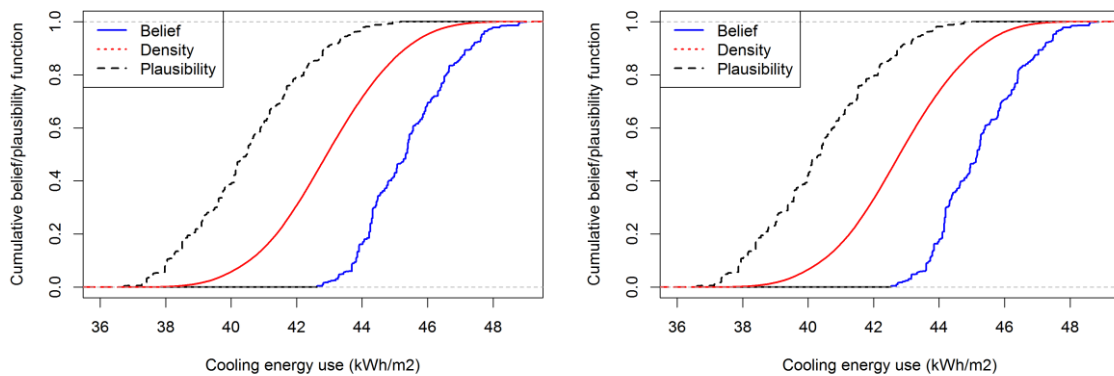 Cumulative belief/plausibility function
1.0
0.8
0.6
0.4
0.2
0.0
Belief
Density
Plausibility
36 38 40 42 44 46 48
Cooling energy use (kWh/m2)
Cumulative belief/plausibility function
1.0
0.8
0.6
0.4
0.2
0.0
Belief
Density
Plausibility
36 38 40 42 44 46 48
Cooling energy use (kWh/m2)